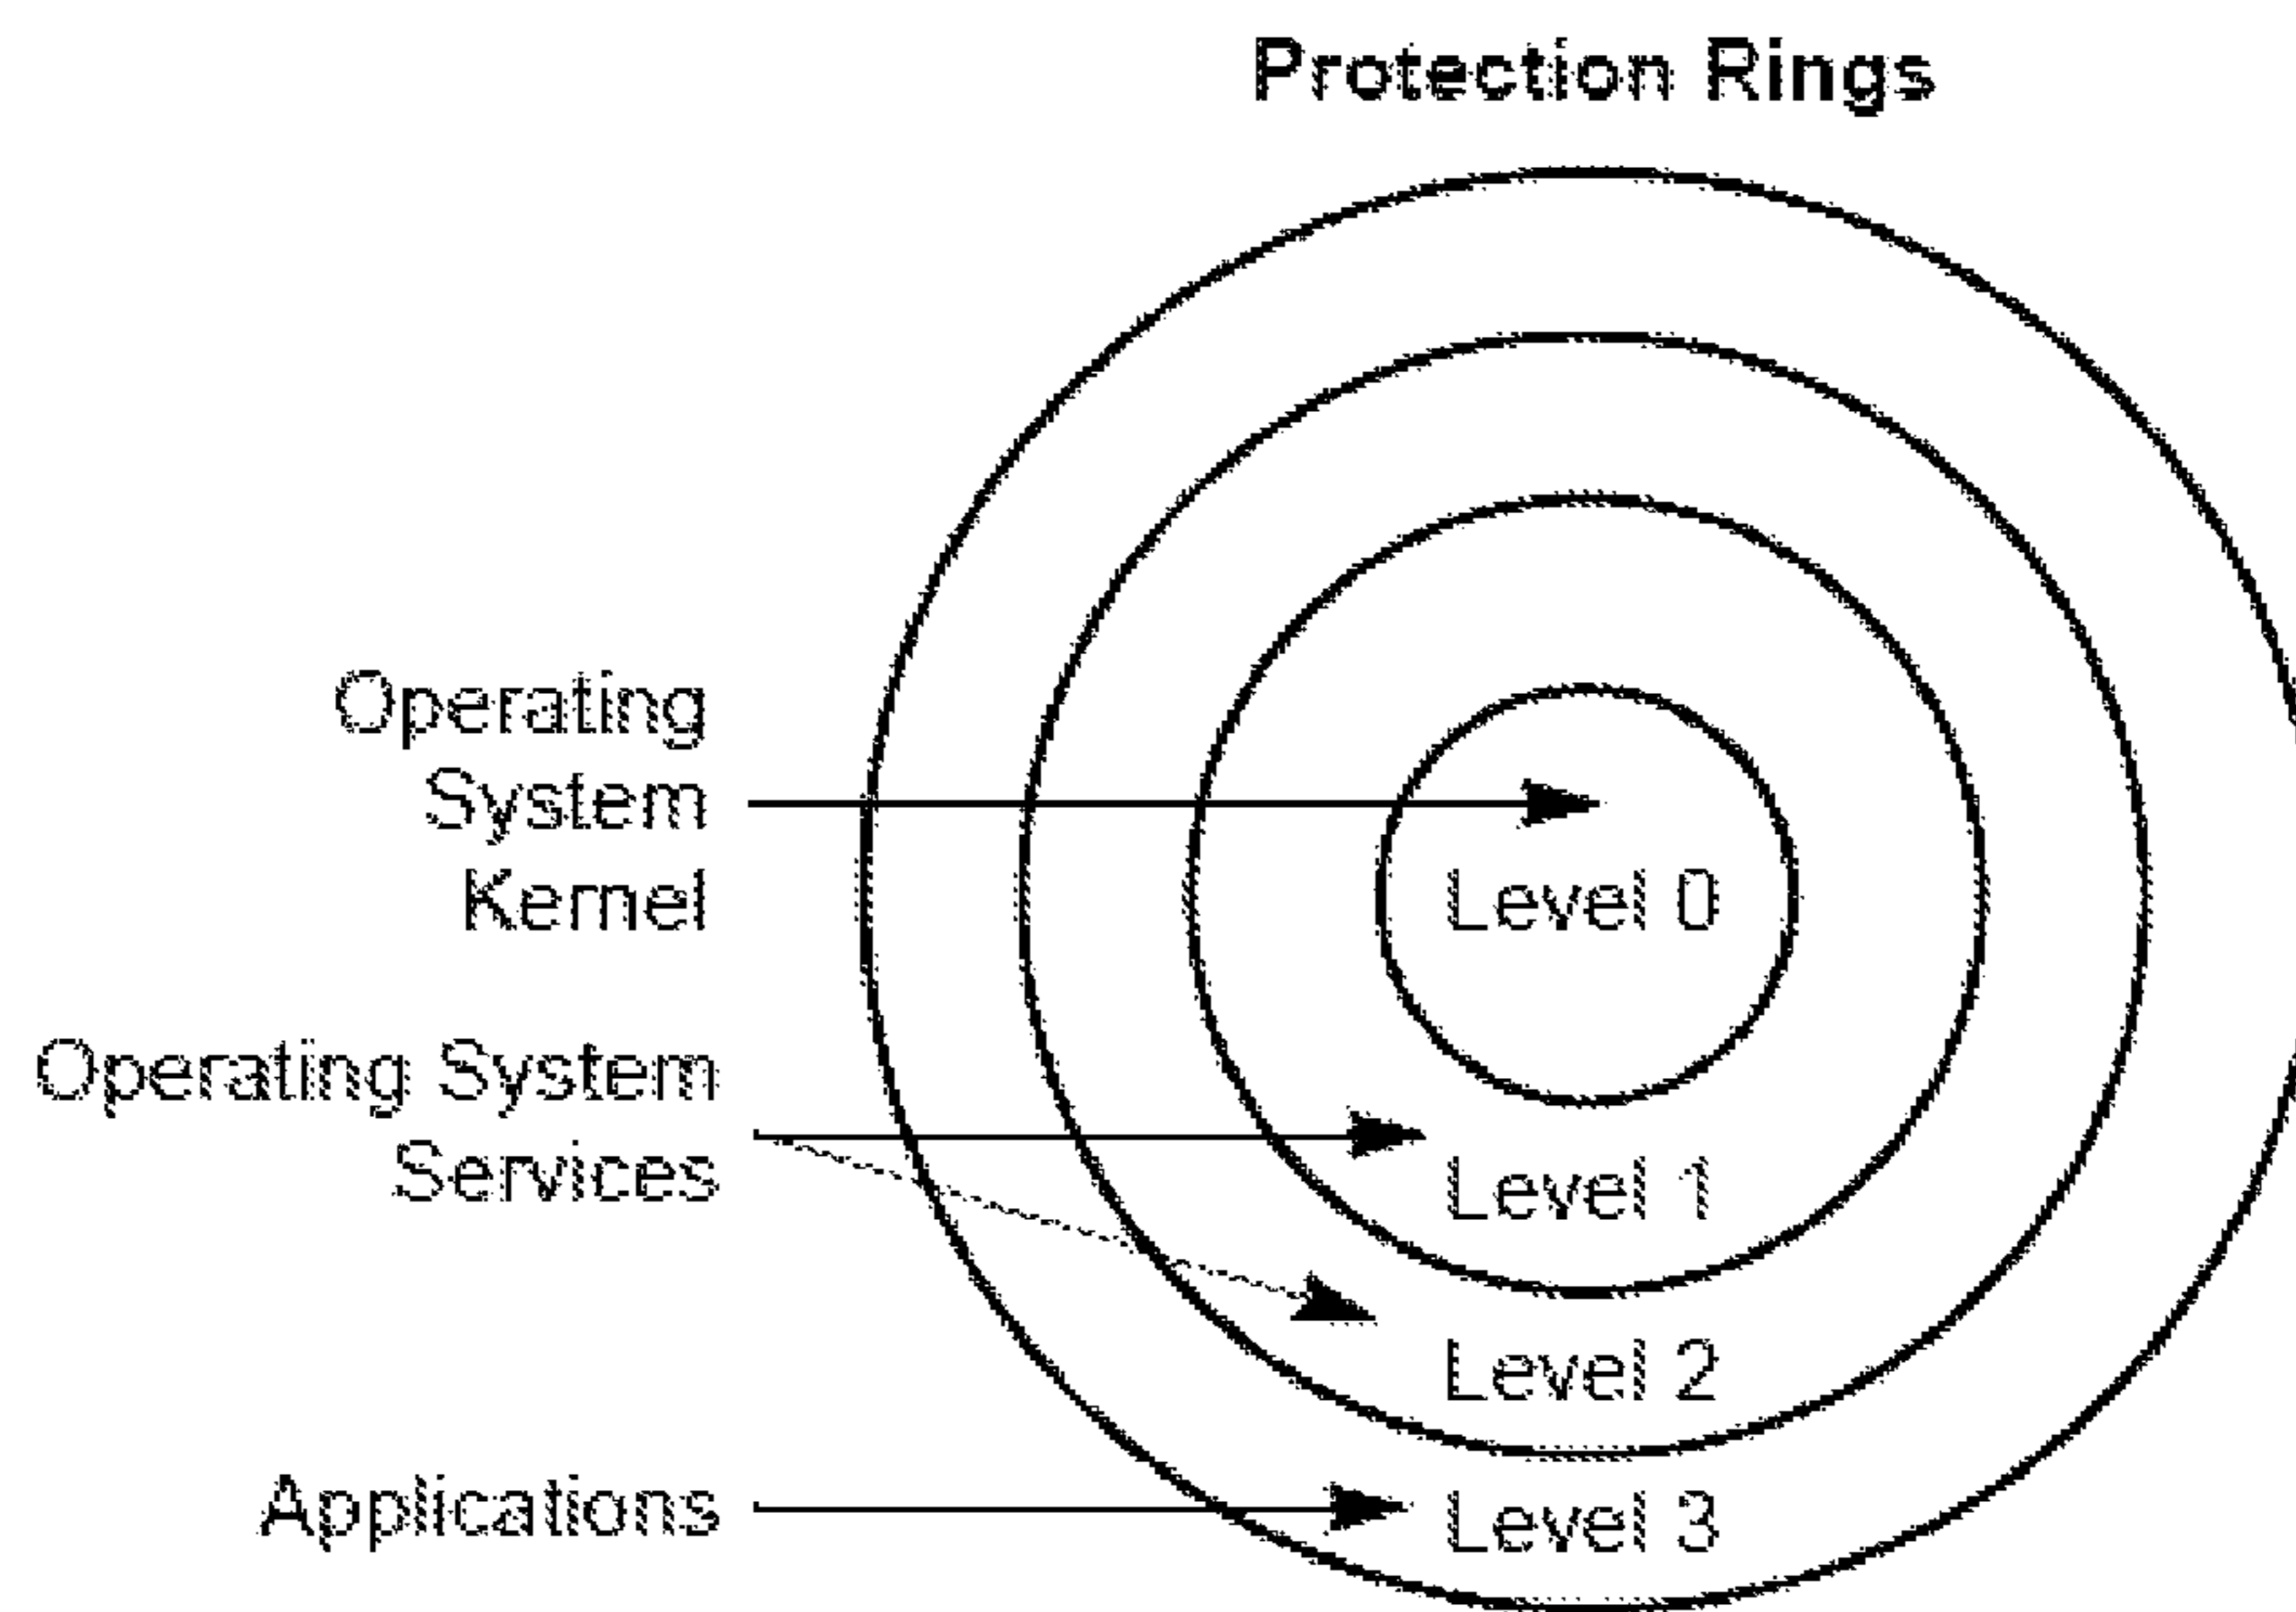 Protection Rings
Operating
System
Kernel
Level 0
Operating System
Services
Level 1
Level 2
Applications
Level 3